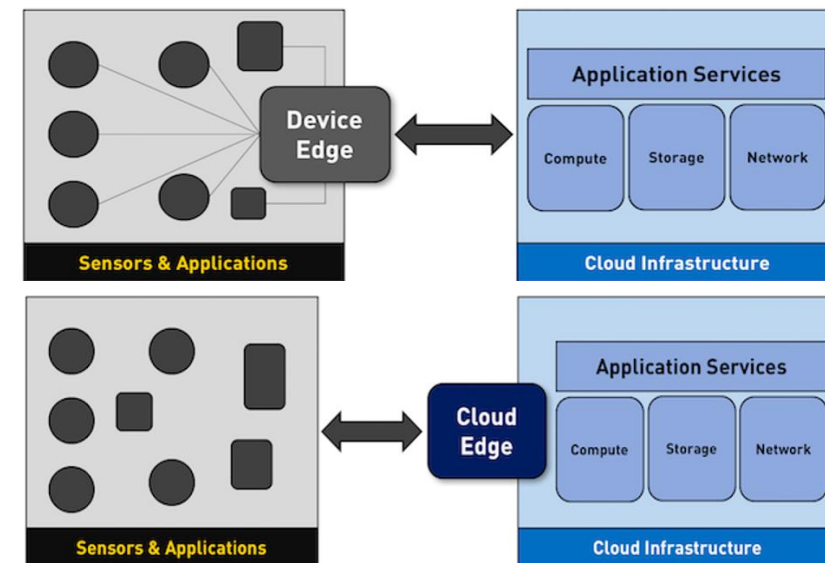 Device
Edge
Application Services
Compute
Storage
Network
Sensors & Applications
Cloud Infrastructure
Cloud
Edge
Application Services
Compute
Storage
Network
Sensors & Applications
Cloud Infrastructure